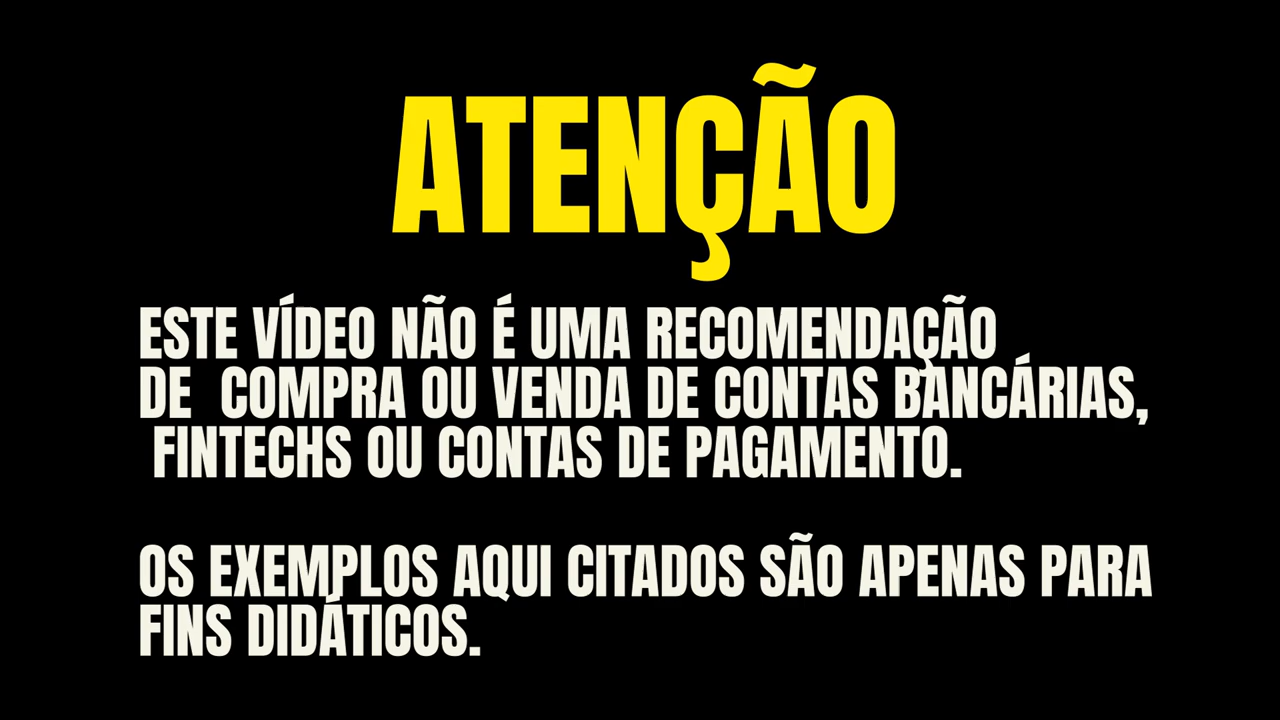 ATENÇÃO
ESTE VÍDEO NÃO É UMA RECOMENDAÇÃO
DE COMPRA OU VENDA DE CONTAS BANCÁRIAS,
FINTECHS OU CONTAS DE PAGAMENTO.
OS EXEMPLOS AQUI CITADOS SÃO APENAS PARA
FINS DIDÁTICOS.